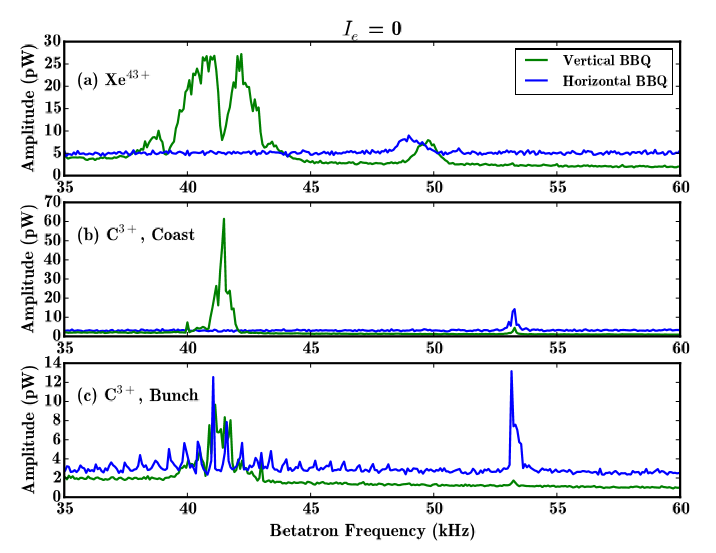 I_e = 0
Amplitude (pW)
30
25
20
15
10
5
0
(a) Xe^{43+}
Vertical BBQ
Horizontal BBQ
35 40 45 50 55 60
Amplitude (pW)
70
60
50
40
30
20
10
0
(b) C^{3+}, Coast
35 40 45 50 55 60
Amplitude (pW)
14
12
10
8
6
4
2
0
(c) C^{3+}, Bunch
35 40 45 50 55 60
Betatron Frequency (kHz)